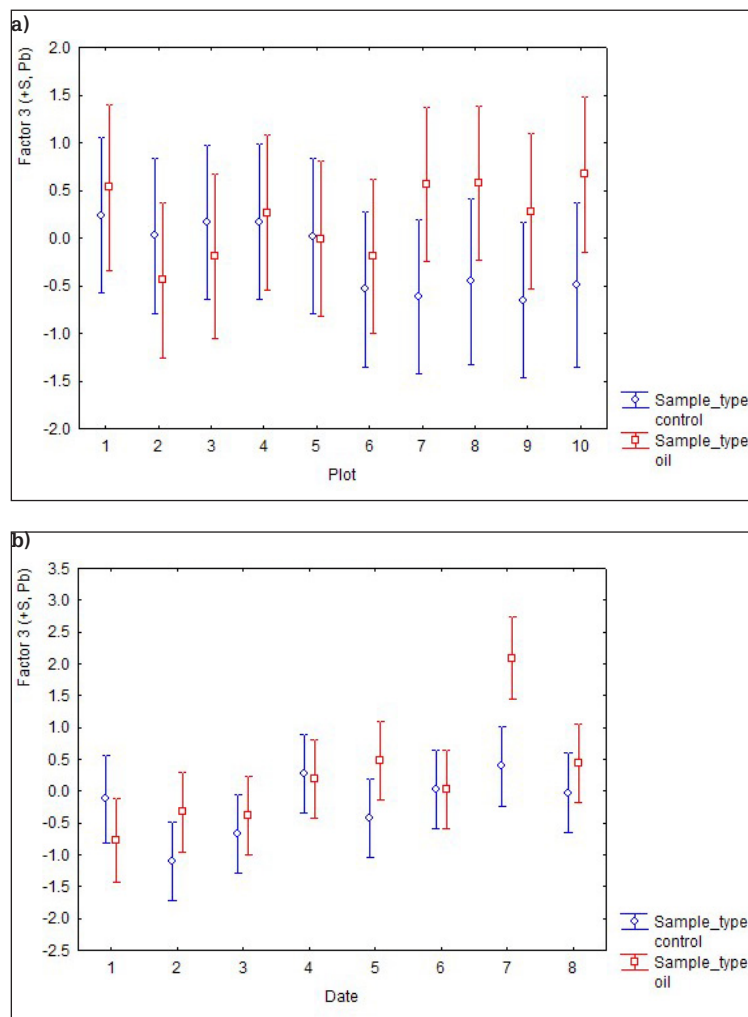 a)
Factor 3 (+S, Pb)
2.0
1.5
1.0
0.5
0.0
-0.5
-1.0
-1.5
-2.0
1 2 3 4 5 6 7 8 9 10
Plot
Sample_type
control
Sample_type
oil
b)
Factor 3 (+S, Pb)
3.5
3.0
2.5
2.0
1.5
1.0
0.5
0.0
-0.5
-1.0
-1.5
-2.0
-2.5
1 2 3 4 5 6 7 8
Date
Sample_type
control
Sample_type
oil